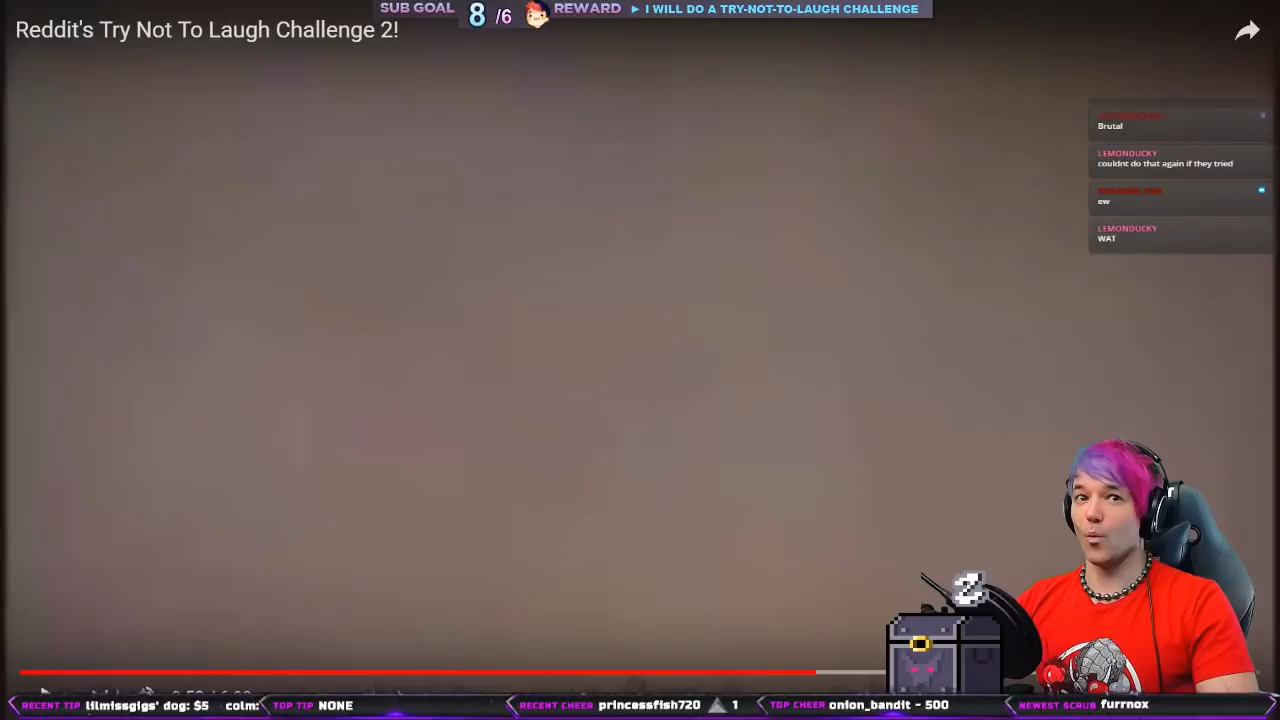 SUB GOAL 8 /6 REWARD ► I WILL DO A TRY-NOT-TO-LAUGH CHALLENGE
Reddit's Try Not To Laugh Challenge 2!
Brutal
LEMONDUCKY
couldnt do that again if they tried
ew
LEMONDUCKY
WAT
RECENT TIP lilmissgigs' dog: $5 colm: TOP TIP NONE RECENT CHEER princessfish720 1 TOP CHEER onion_bandit - 500 NEWEST SCRUB furrnox